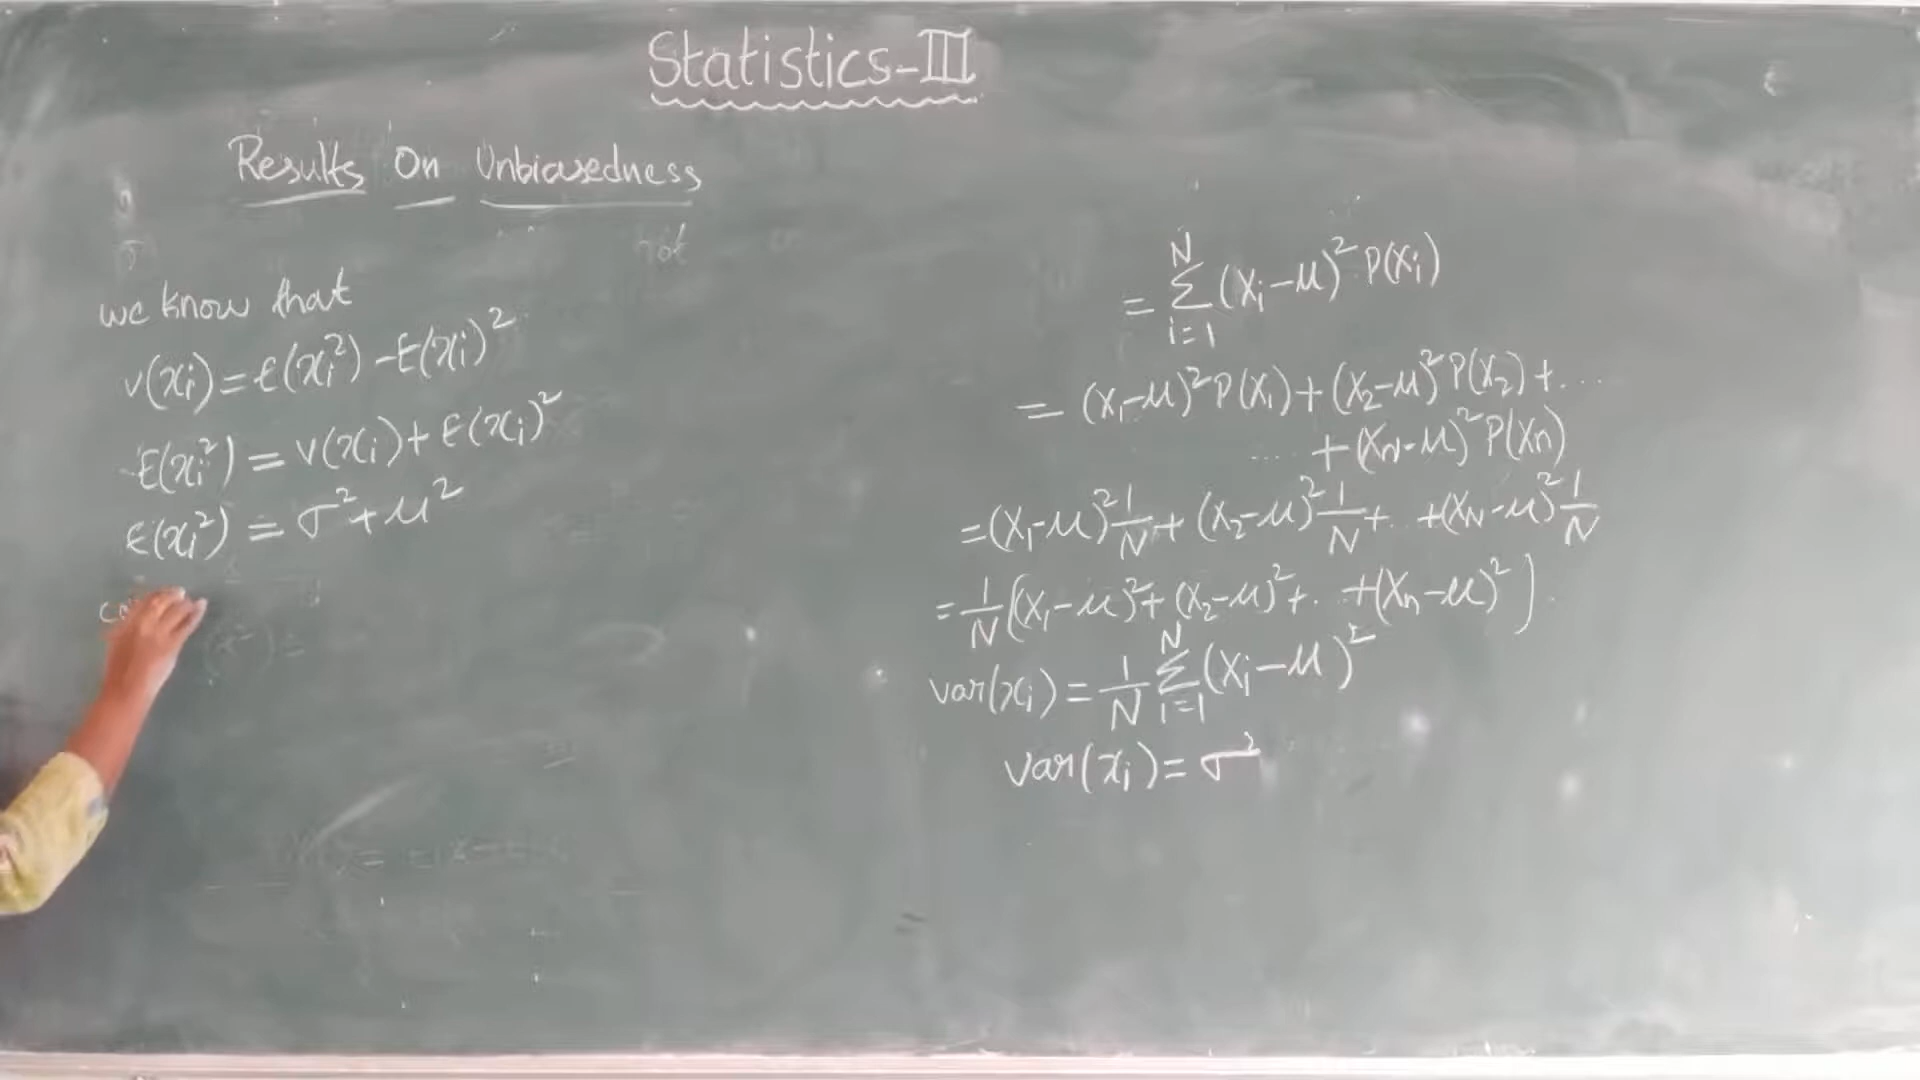 Statistics-III
Results On Unbiasedness
we know that
v(xi) = E(xi²) - E(xi)²
E(xi²) = v(xi) + E(xi)²
E(xi²) = σ² + μ²
= Σ_{i=1}^{N} (Xi-μ)² P(Xi)
= (X1-μ)² P(X1) + (X2-μ)² P(X2) + ....
.... + (XN-μ)² P(Xn)
= (X1-μ)² 1/N + (X2-μ)² 1/N + .. + (XN-μ)² 1/N
= 1/N [(X1-μ)² + (X2-μ)² + .. + (Xn-μ)²]
var(xi) = 1/N Σ_{i=1}^{N} (Xi-μ)²
var(xi) = σ²